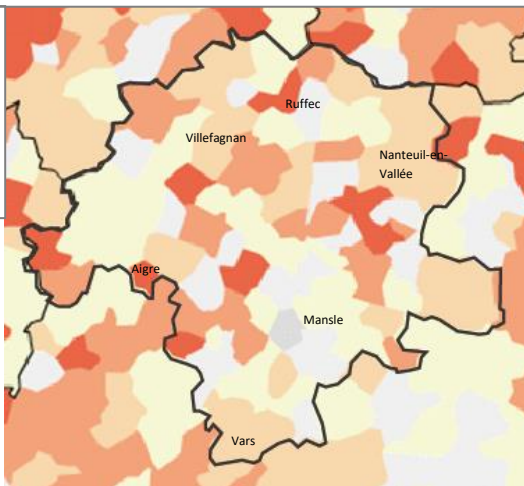 Ruffec
Villefagnan
Nanteuil-en-
Vallée
Aigre
Mansle
Vars